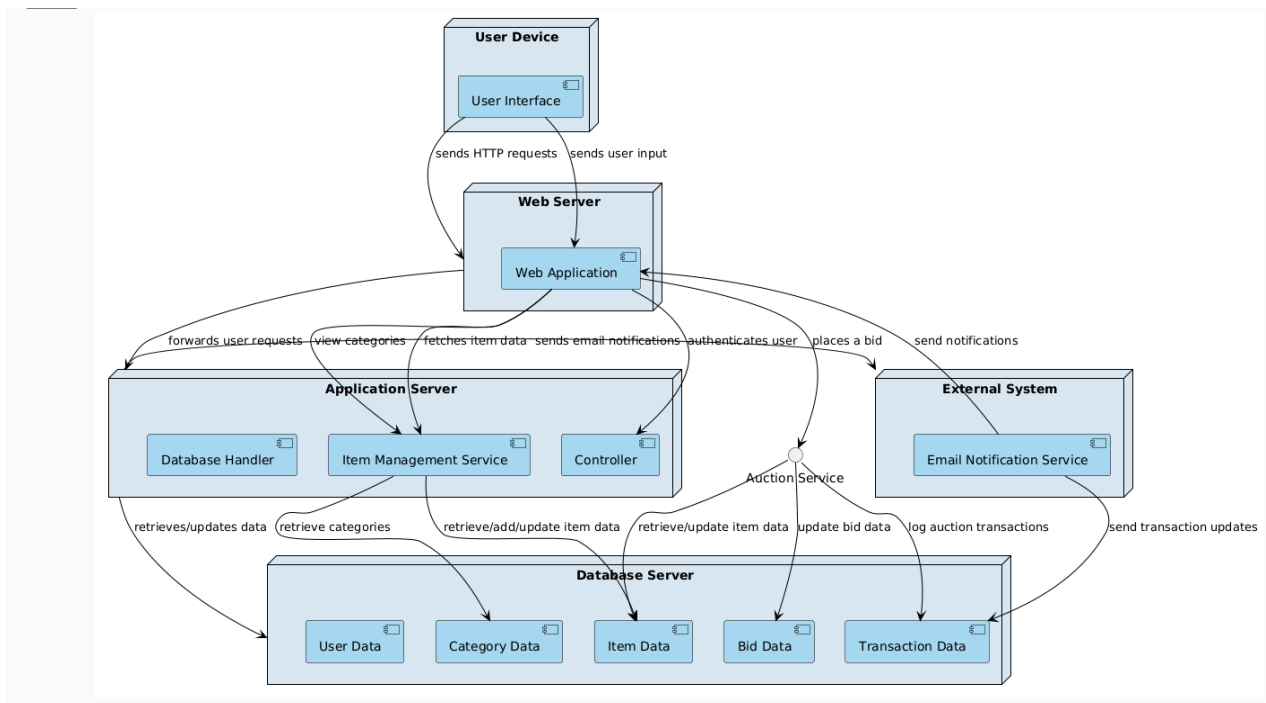 User Device
User Interface
sends HTTP requests
sends user input
Web Server
Web Application
forwards user requests
view categories
fetches item data
sends email notifications
authenticates user
places a bid
send notifications
Application Server
External System
Database Handler
Item Management Service
Controller
Auction Service
Email Notification Service
retrieves/updates data
retrieve categories
retrieve/add/update item data
retrieve/update item data
update bid data
log auction transactions
send transaction updates
Database Server
User Data
Category Data
Item Data
Bid Data
Transaction Data